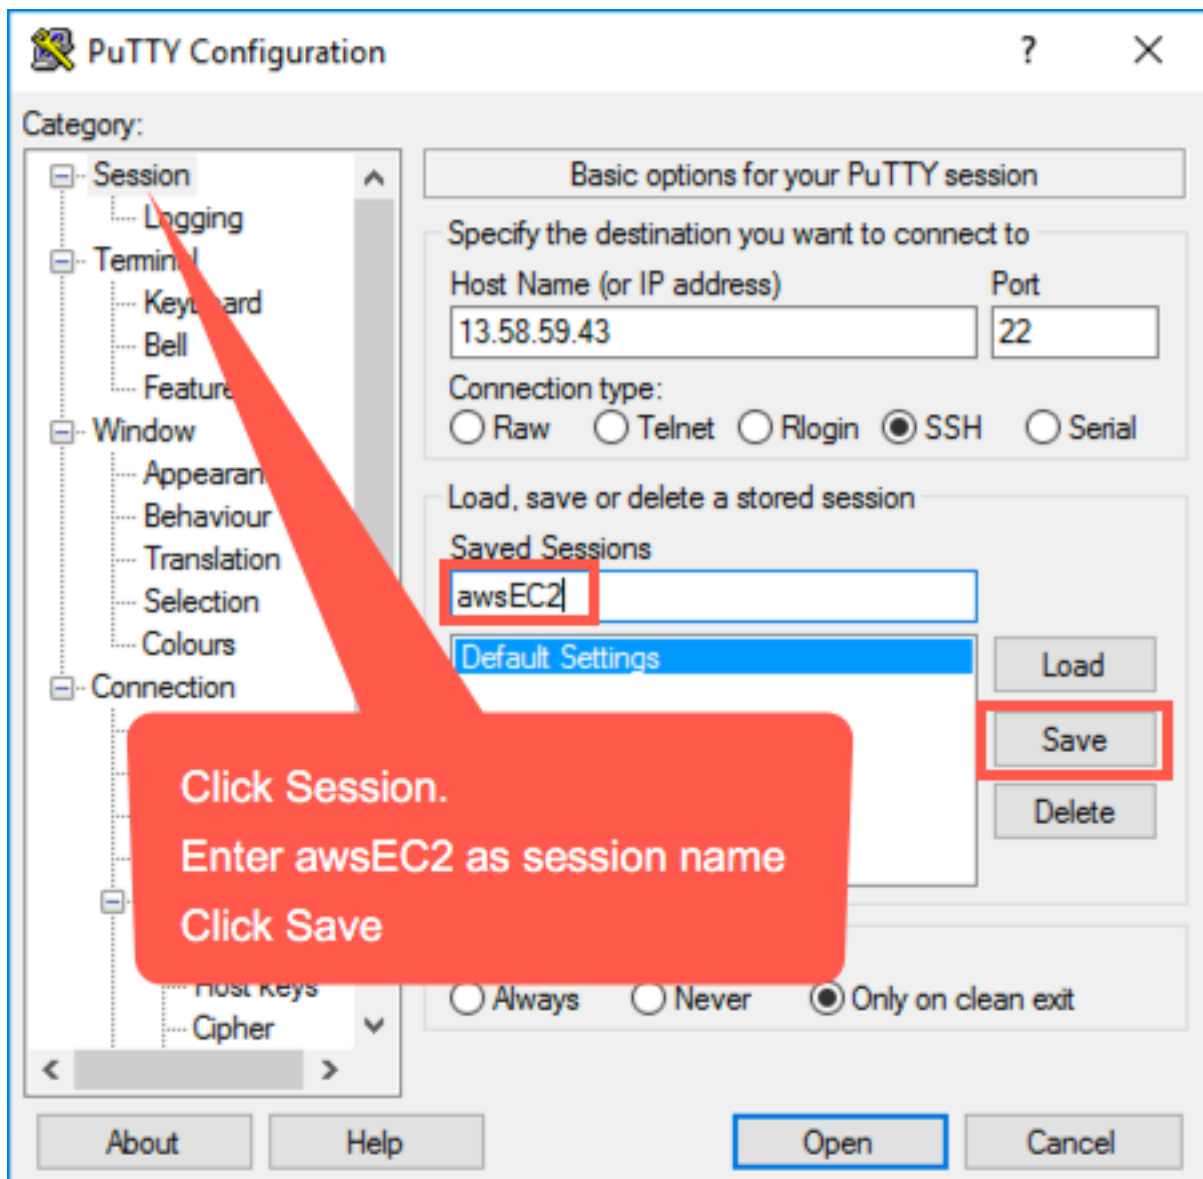 PuTTY Configuration ? ×
Category:
Session
Logging
Terminal
Keyboard
Bell
Feature
Window
Appearan
Behaviour
Translation
Selection
Colours
Connection
Host Keys
Cipher
Basic options for your PuTTY session
Specify the destination you want to connect to
Host Name (or IP address) Port
13.58.59.43 22
Connection type:
Raw Telnet Rlogin SSH Serial
Load, save or delete a stored session
Saved Sessions
awsEC2
Default Settings
Load
Save
Delete
Click Session.
Enter awsEC2 as session name
Click Save
Always Never Only on clean exit
About Help Open Cancel